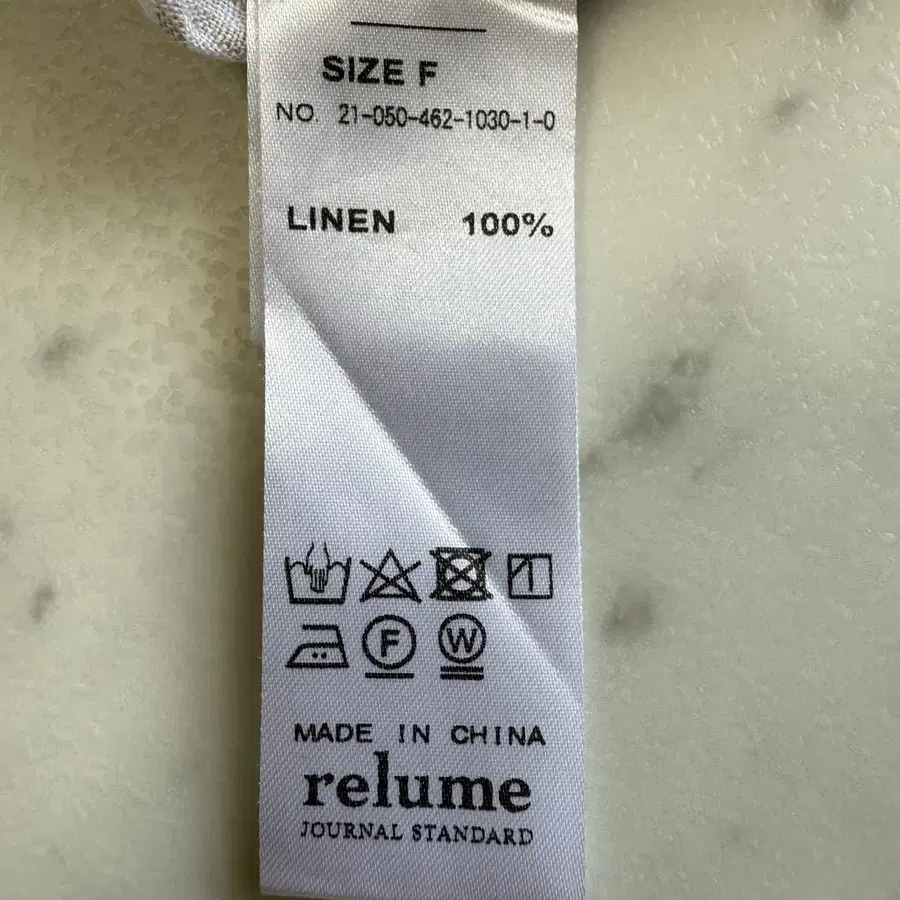 SIZE F
NO. 21-050-462-1030-1-0
LINEN 100%
F W
MADE IN CHINA
relume
JOURNAL STANDARD